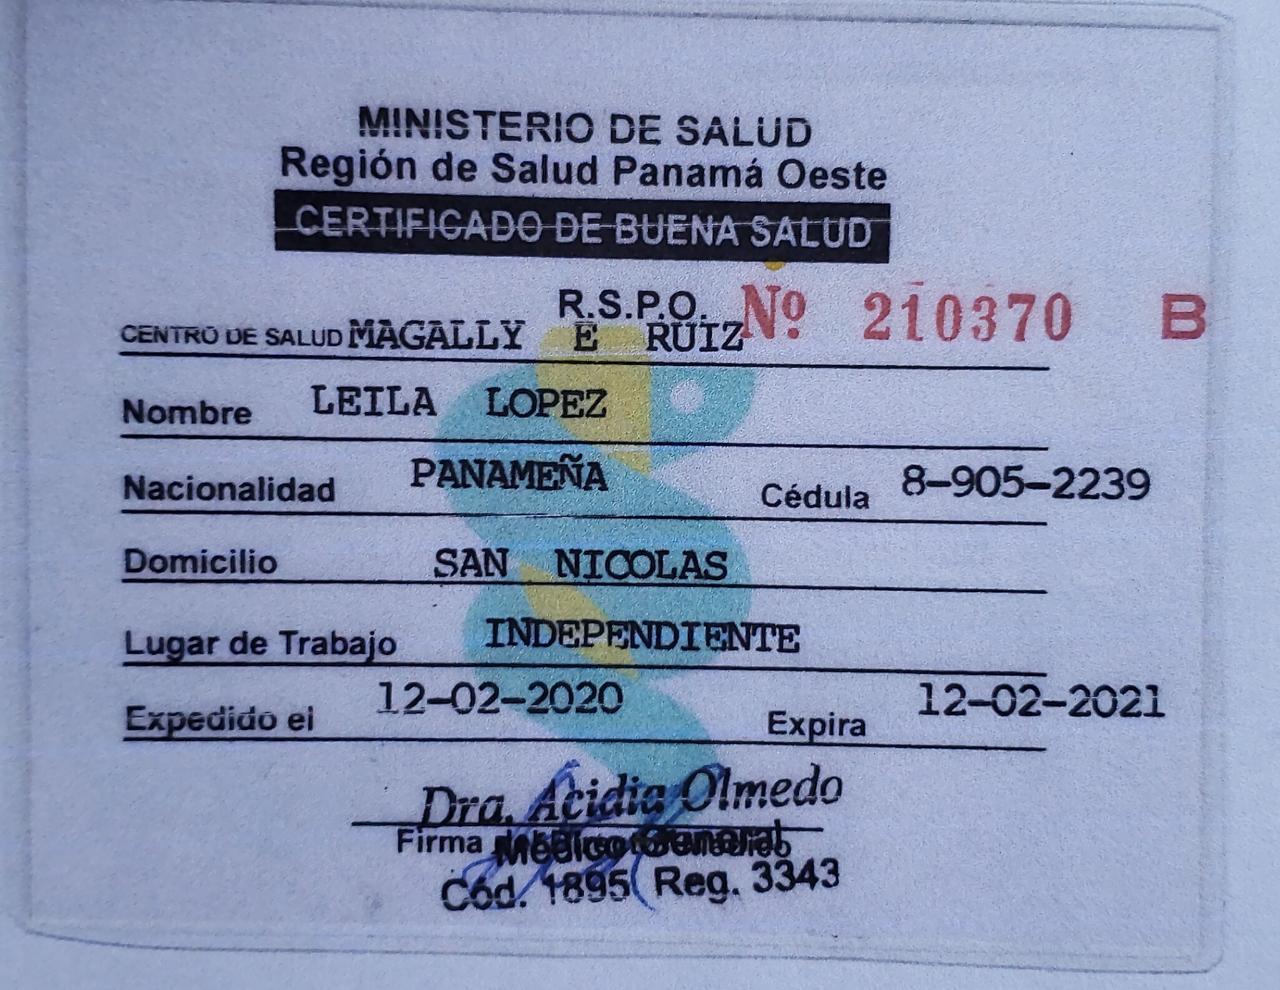 MINISTERIO DE SALUD
Región de Salud Panamá Oeste
CERTIFICADO DE BUENA SALUD
R.S.P.O. Nº 210370 B
CENTRO DE SALUD MAGALLY E RUIZ
Nombre LEILA LOPEZ
Nacionalidad PANAMEÑA Cédula 8-905-2239
Domicilio SAN NICOLAS
Lugar de Trabajo INDEPENDIENTE
Expedido el 12-02-2020 Expira 12-02-2021
Dra. Acidia Olmedo
Firma
Médico General
Cód. 1895 Reg. 3343